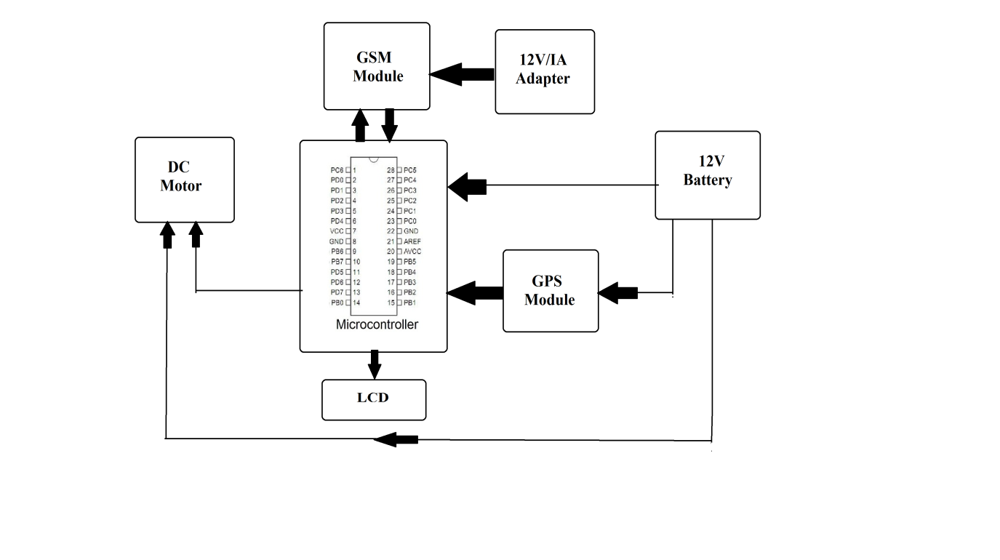 GSM
Module
12V/IA
Adapter
DC
Motor
12V
Battery
PC6 1 28 PC5
PD0 2 27 PC4
PD1 3 26 PC3
PD2 4 25 PC2
PD3 5 24 PC1
PD4 6 23 PC0
VCC 7 22 GND
GND 8 21 AREF
PB6 9 20 AVCC
PB7 10 19 PB5
PD5 11 18 PB4
PD6 12 17 PB3
PD7 13 16 PB2
PB0 14 15 PB1
Microcontroller
GPS
Module
LCD